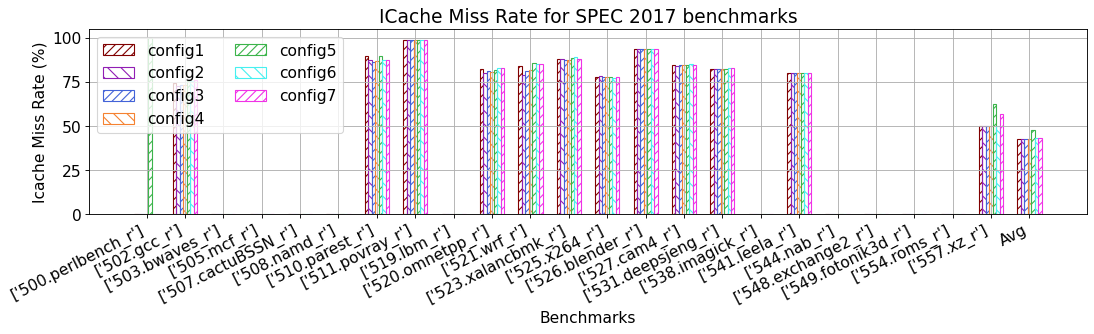 ICache Miss Rate for SPEC 2017 benchmarks
Icache Miss Rate (%)
100
75
50
25
0
config1
config2
config3
config4
config5
config6
config7
['500.perlbench_r']
['502.gcc_r']
['503.bwaves_r']
['505.mcf_r']
['507.cactuBSSN_r']
['508.namd_r']
['510.parest_r']
['511.povray_r']
['519.lbm_r']
['520.omnetpp_r']
['521.wrf_r']
['523.xalancbmk_r']
['525.x264_r']
['526.blender_r']
['527.cam4_r']
['531.deepsjeng_r']
['538.imagick_r']
['541.leela_r']
['544.nab_r']
['548.exchange2_r']
['549.fotonik3d_r']
['554.roms_r']
['557.xz_r']
Avg
Benchmarks